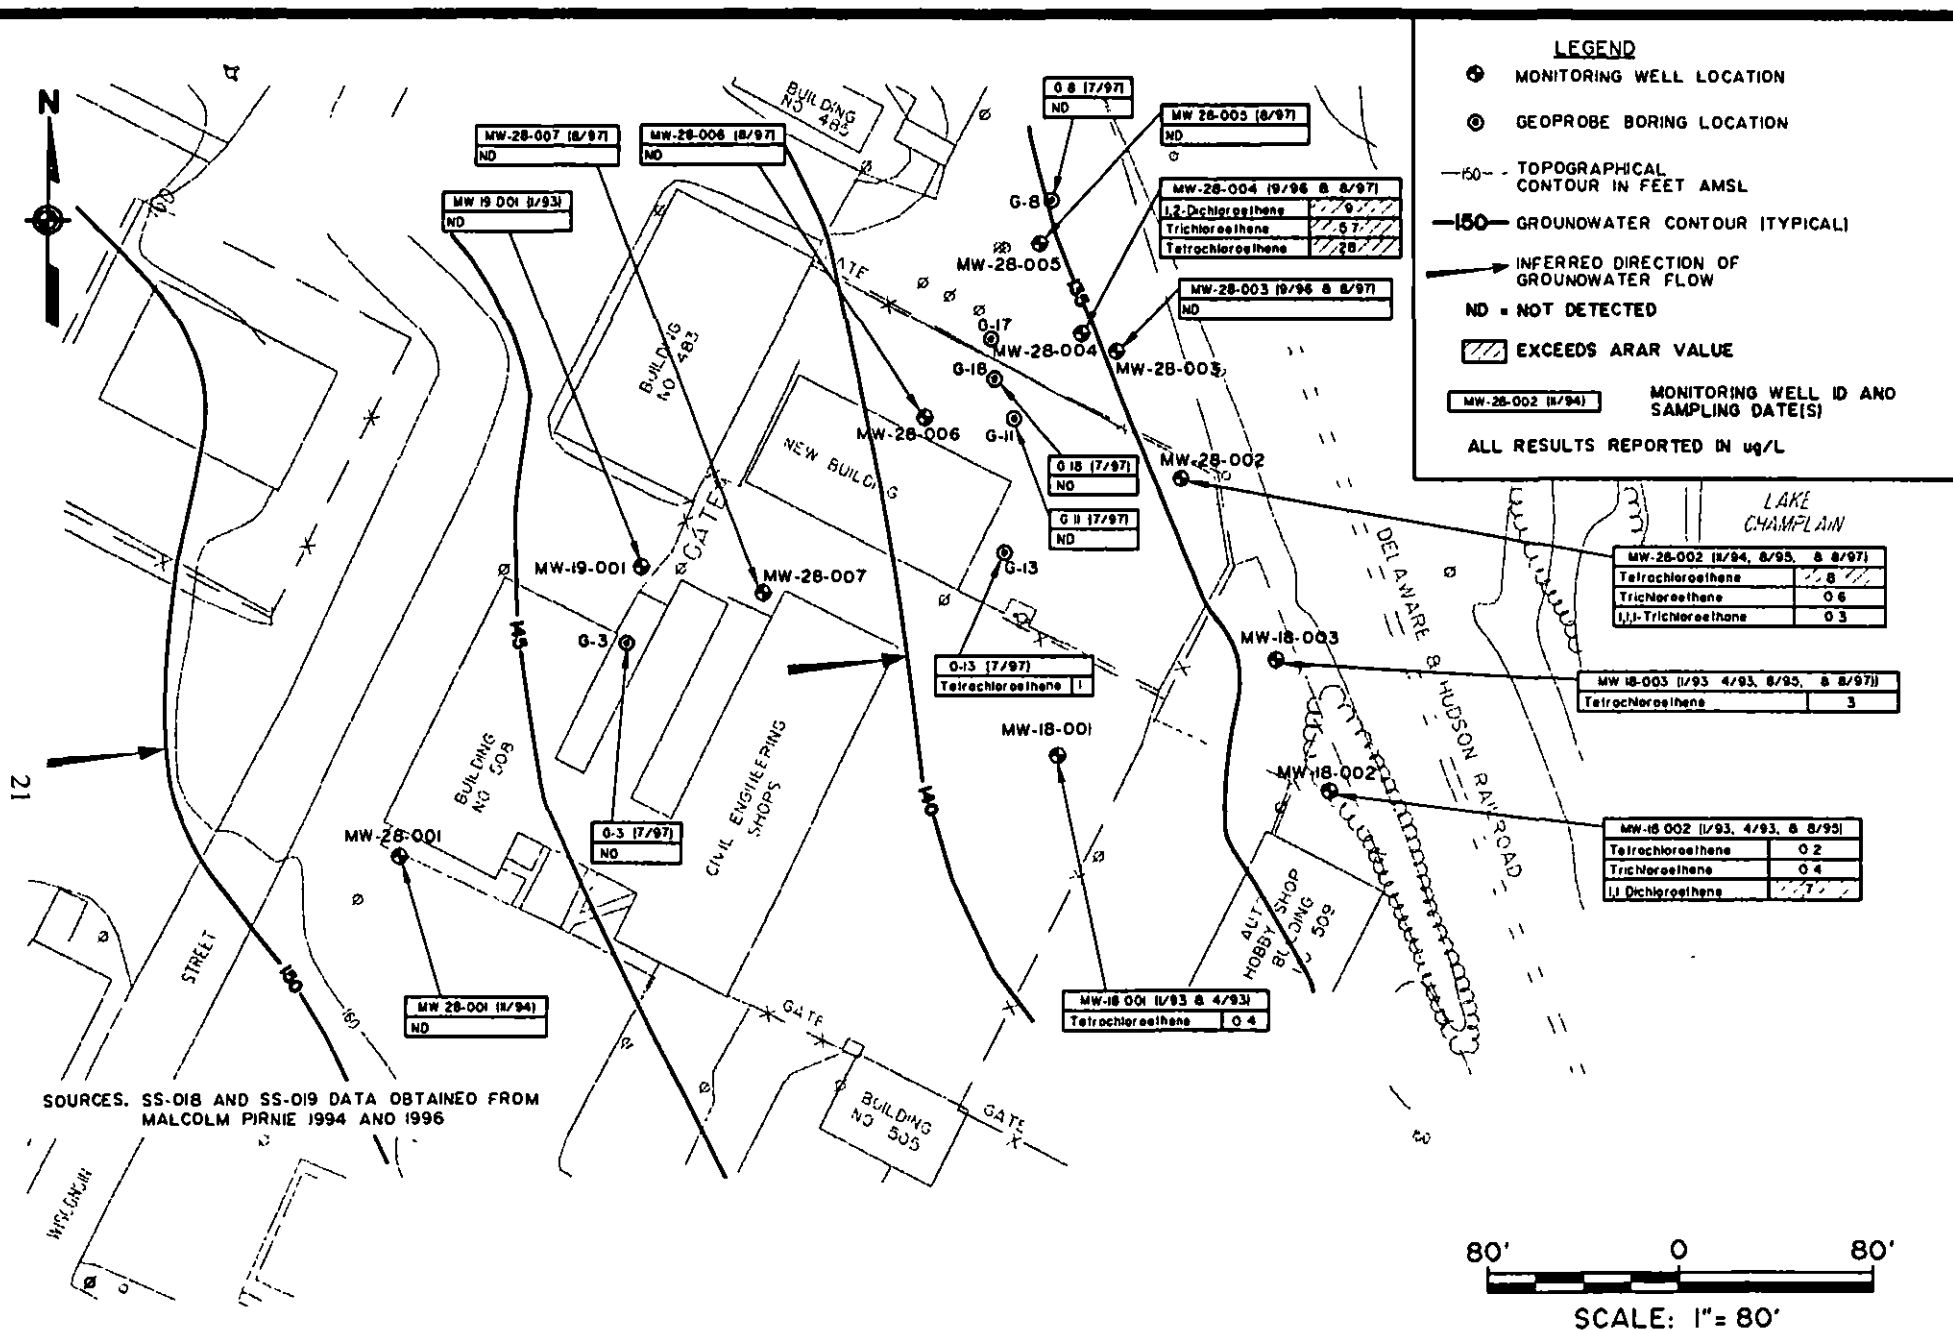 LEGEND
MONITORING WELL LOCATION
GEOPROBE BORING LOCATION
-150- TOPOGRAPHICAL
CONTOUR IN FEET AMSL
-150- GROUNDWATER CONTOUR (TYPICAL)
INFERRED DIRECTION OF
GROUNDWATER FLOW
ND = NOT DETECTED
EXCEEDS ARAR VALUE
MW-28-002 (11/94)
MONITORING WELL ID AND
SAMPLING DATE(S)
ALL RESULTS REPORTED IN ug/L
N
BUILDING
NO 485
G 8 (7/97)
ND
MW 28-005 (8/97)
ND
MW-28-007 (8/97)
ND
MW-28-006 (8/97)
ND
MW 19 001 (1/93)
ND
MW-28-004 (9/96 & 8/97)
1,2-Dichloroethene 9
Trichloroethene 57
Tetrachloroethene 28
G-8
MW-28-005
MW-28-003 (9/96 & 8/97)
ND
135
G-17
MW-28-004
MW-28-003
G-18
BUILDING
NO 483
MW-28-006
G-11
NEW BUILDING
GATE
G 18 (7/97)
ND
G 11 (7/97)
ND
MW-28-002
LAKE
CHAMPLAIN
MW-28-002 (11/94, 8/95, & 8/97)
Tetrachloroethene 8
Trichloroethene 0 6
1,1,1-Trichloroethane 0 3
GATE
MW-19-001
MW-28-007
G-13
DELAWARE & HUDSON RAILROAD
145
G-3
MW-18-003
G-13 (7/97)
Tetrachloroethene 1
MW 18-003 (1/93 4/93, 8/95, & 8/97)
Tetrachloroethene 3
MW-18-001
BUILDING
NO 508
CIVIL ENGINEERING
SHOPS
140
MW-18-002
21
MW-28-001
G-3 (7/97)
ND
MW-18 002 (1/93, 4/93, & 8/95)
Tetrachloroethene 0 2
Trichloroethene 0 4
1,1 Dichloroethene 7
AUTO
HOBBY SHOP
BUILDING
509
STREET
150
160
MW 28-001 (11/94)
ND
MW-18 001 (1/93 & 4/93)
Tetrachloroethene 0 4
GATE
SOURCES. SS-018 AND SS-019 DATA OBTAINED FROM
MALCOLM PIRNIE 1994 AND 1996
BUILDING
NO 505
GATE
WISCONSIN
80' 0 80'
SCALE: 1"= 80'